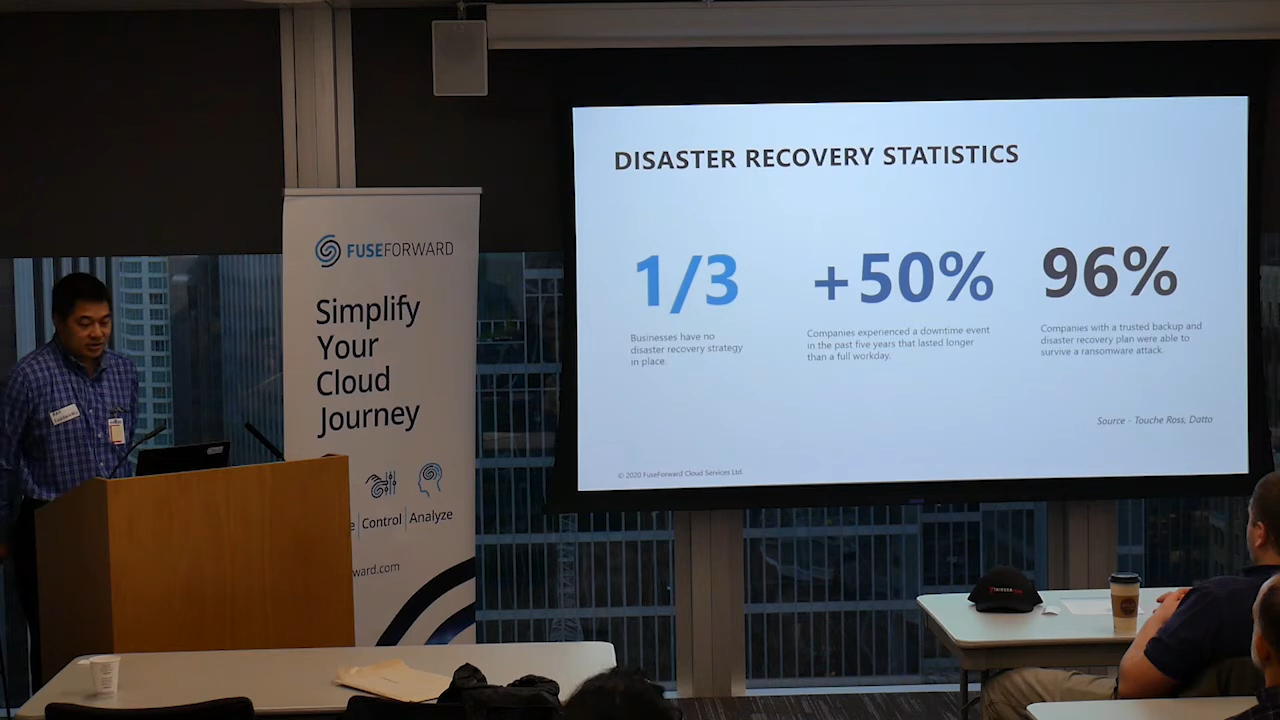 DISASTER RECOVERY STATISTICS
1/3
Businesses have no
disaster recovery strategy
in place.
+50%
Companies experienced a downtime event
in the past five years that lasted longer
than a full workday.
96%
Companies with a trusted backup and
disaster recovery plan were able to
survive a ransomware attack.
Source - Touche Ross, Datto
© 2020 FuseForward Cloud Services Ltd.
FUSEFORWARD
Simplify
Your
Cloud
Journey
e | Control | Analyze
ward.com